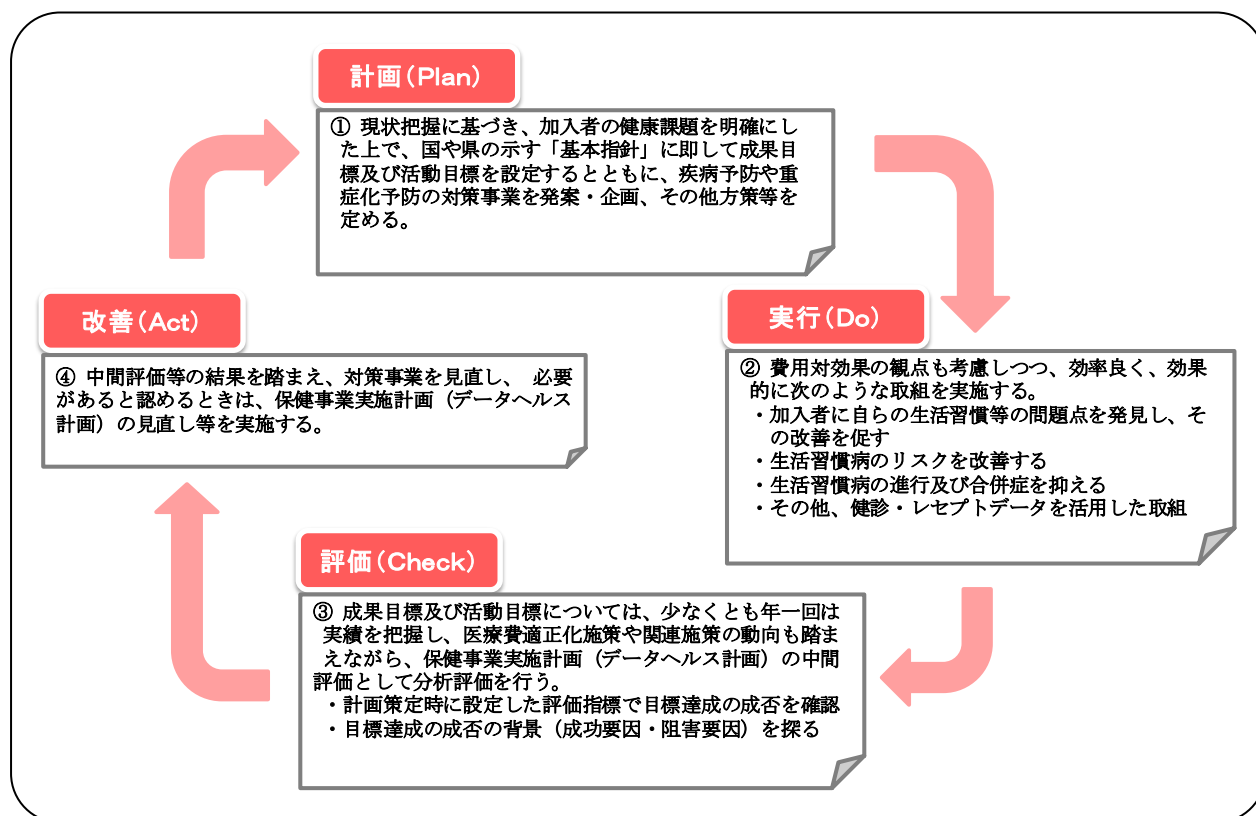 計画(Plan)
① 現状把握に基づき、加入者の健康課題を明確にし
た上で、国や県の示す「基本指針」に即して成果目
標及び活動目標を設定するとともに、疾病予防や重
症化予防の対策事業を発案・企画、その他方策等を
定める。
実行(Do)
② 費用対効果の観点も考慮しつつ、効率良く、効果
的に次のような取組を実施する。
・加入者に自らの生活習慣等の問題点を発見し、そ
の改善を促す
・生活習慣病のリスクを改善する
・生活習慣病の進行及び合併症を抑える
・その他、健診・レセプトデータを活用した取組
評価(Check)
③ 成果目標及び活動目標については、少なくとも年一回は
実績を把握し、医療費適正化施策や関連施策の動向も踏ま
えながら、保健事業実施計画(データヘルス計画)の中間
評価として分析評価を行う。
・計画策定時に設定した評価指標で目標達成の成否を確認
・目標達成の成否の背景(成功要因・阻害要因)を探る
改善(Act)
④ 中間評価等の結果を踏まえ、対策事業を見直し、 必要
があると認めるときは、保健事業実施計画(データヘルス
計画)の見直し等を実施する。